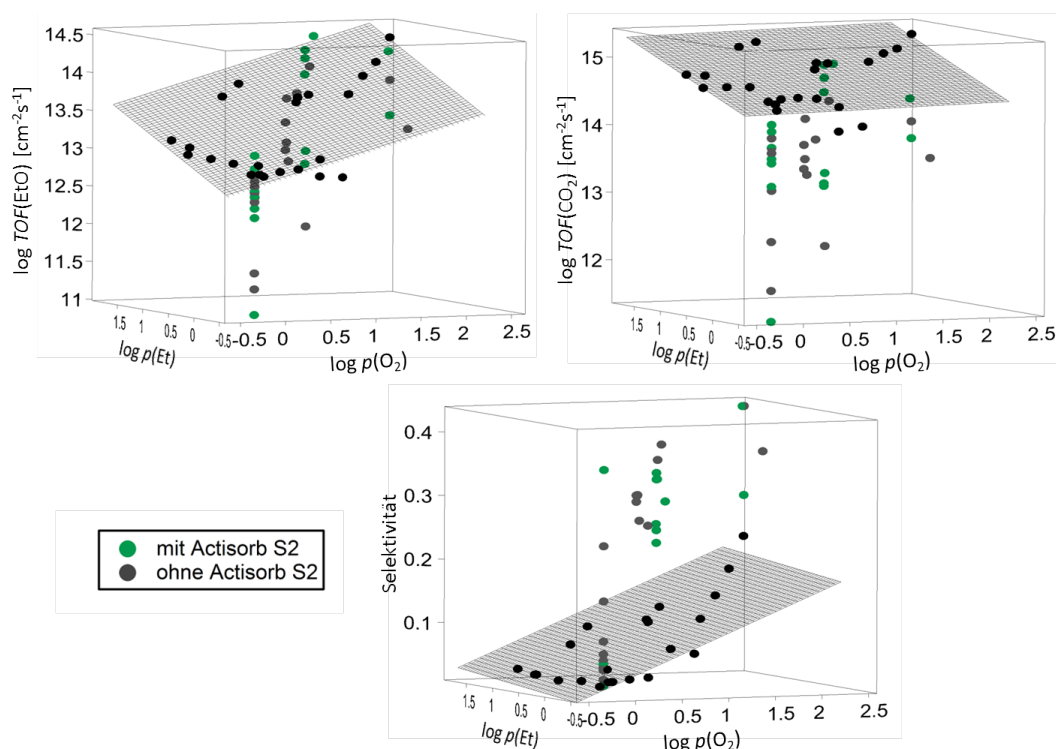 log TOF(EtO) [cm⁻²s⁻¹]
14.5
14
13.5
13
12.5
12
11.5
11
1.5 1 0.5 0 -0.5
log p(Et)
-0.5 0 0.5 1 1.5 2 2.5
log p(O₂)
log TOF(CO₂) [cm⁻²s⁻¹]
15
14
13
12
1.5 1 0.5 0 -0.5
log p(Et)
-0.5 0 0.5 1 1.5 2 2.5
log p(O₂)
Selektivität
0.4
0.3
0.2
0.1
1.5 1 0.5 0 -0.5
log p(Et)
-0.5 0 0.5 1 1.5 2 2.5
log p(O₂)
mit Actisorb S2
ohne Actisorb S2